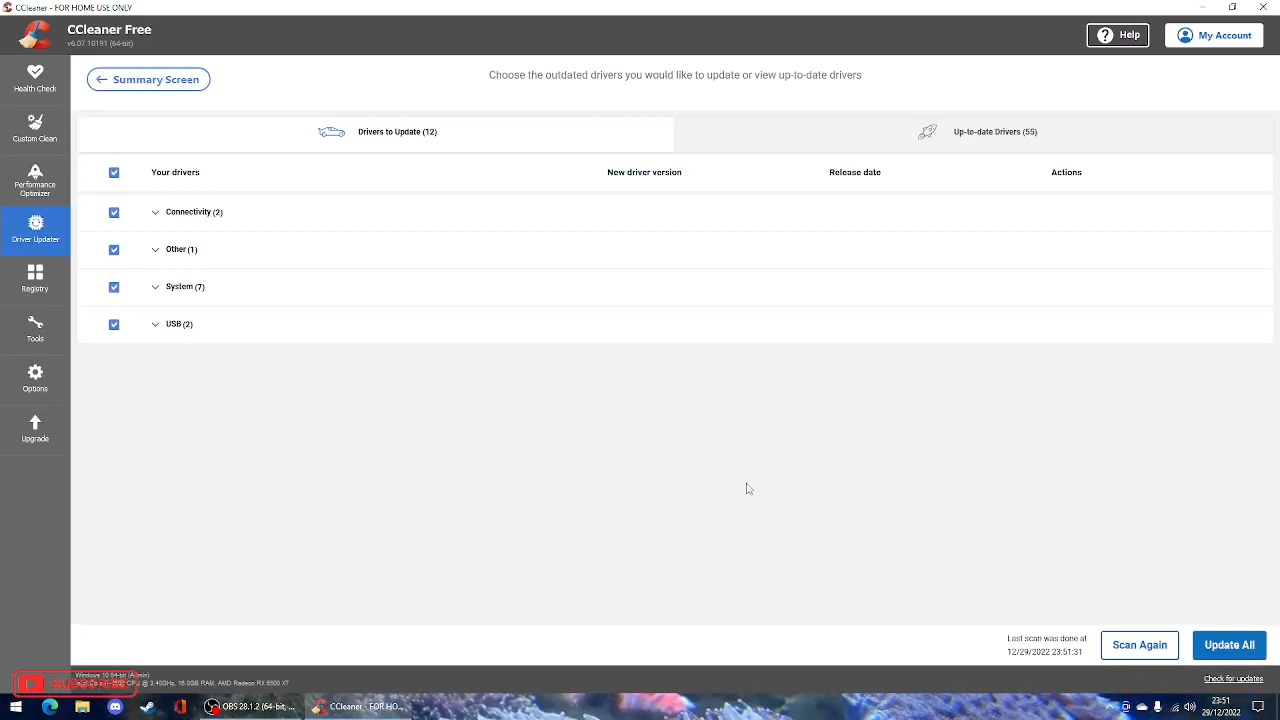 CCleaner - FOR HOME USE ONLY
CCleaner Free
v6.07.10191 (64-bit)
Help
My Account
Health Check
Custom Clean
Performance
Optimizer
Driver Updater
Registry
Tools
Options
Upgrade
Summary Screen
Choose the outdated drivers you would like to update or view up-to-date drivers
Drivers to Update (12)
Up-to-date Drivers (55)
Your drivers
New driver version
Release date
Actions
Connectivity (2)
Other (1)
System (7)
USB (2)
Last scan was done at
12/29/2022 23:51:31
Scan Again
Update All
Windows 10 64-bit (Admin)
CPU @ 3.40GHz, 16.0GB RAM, AMD Radeon RX 6500 XT
Check for updates
OBS 28.1.2 (64-bit, ...
CCleaner - FOR HO...
23:51
29/12/2022